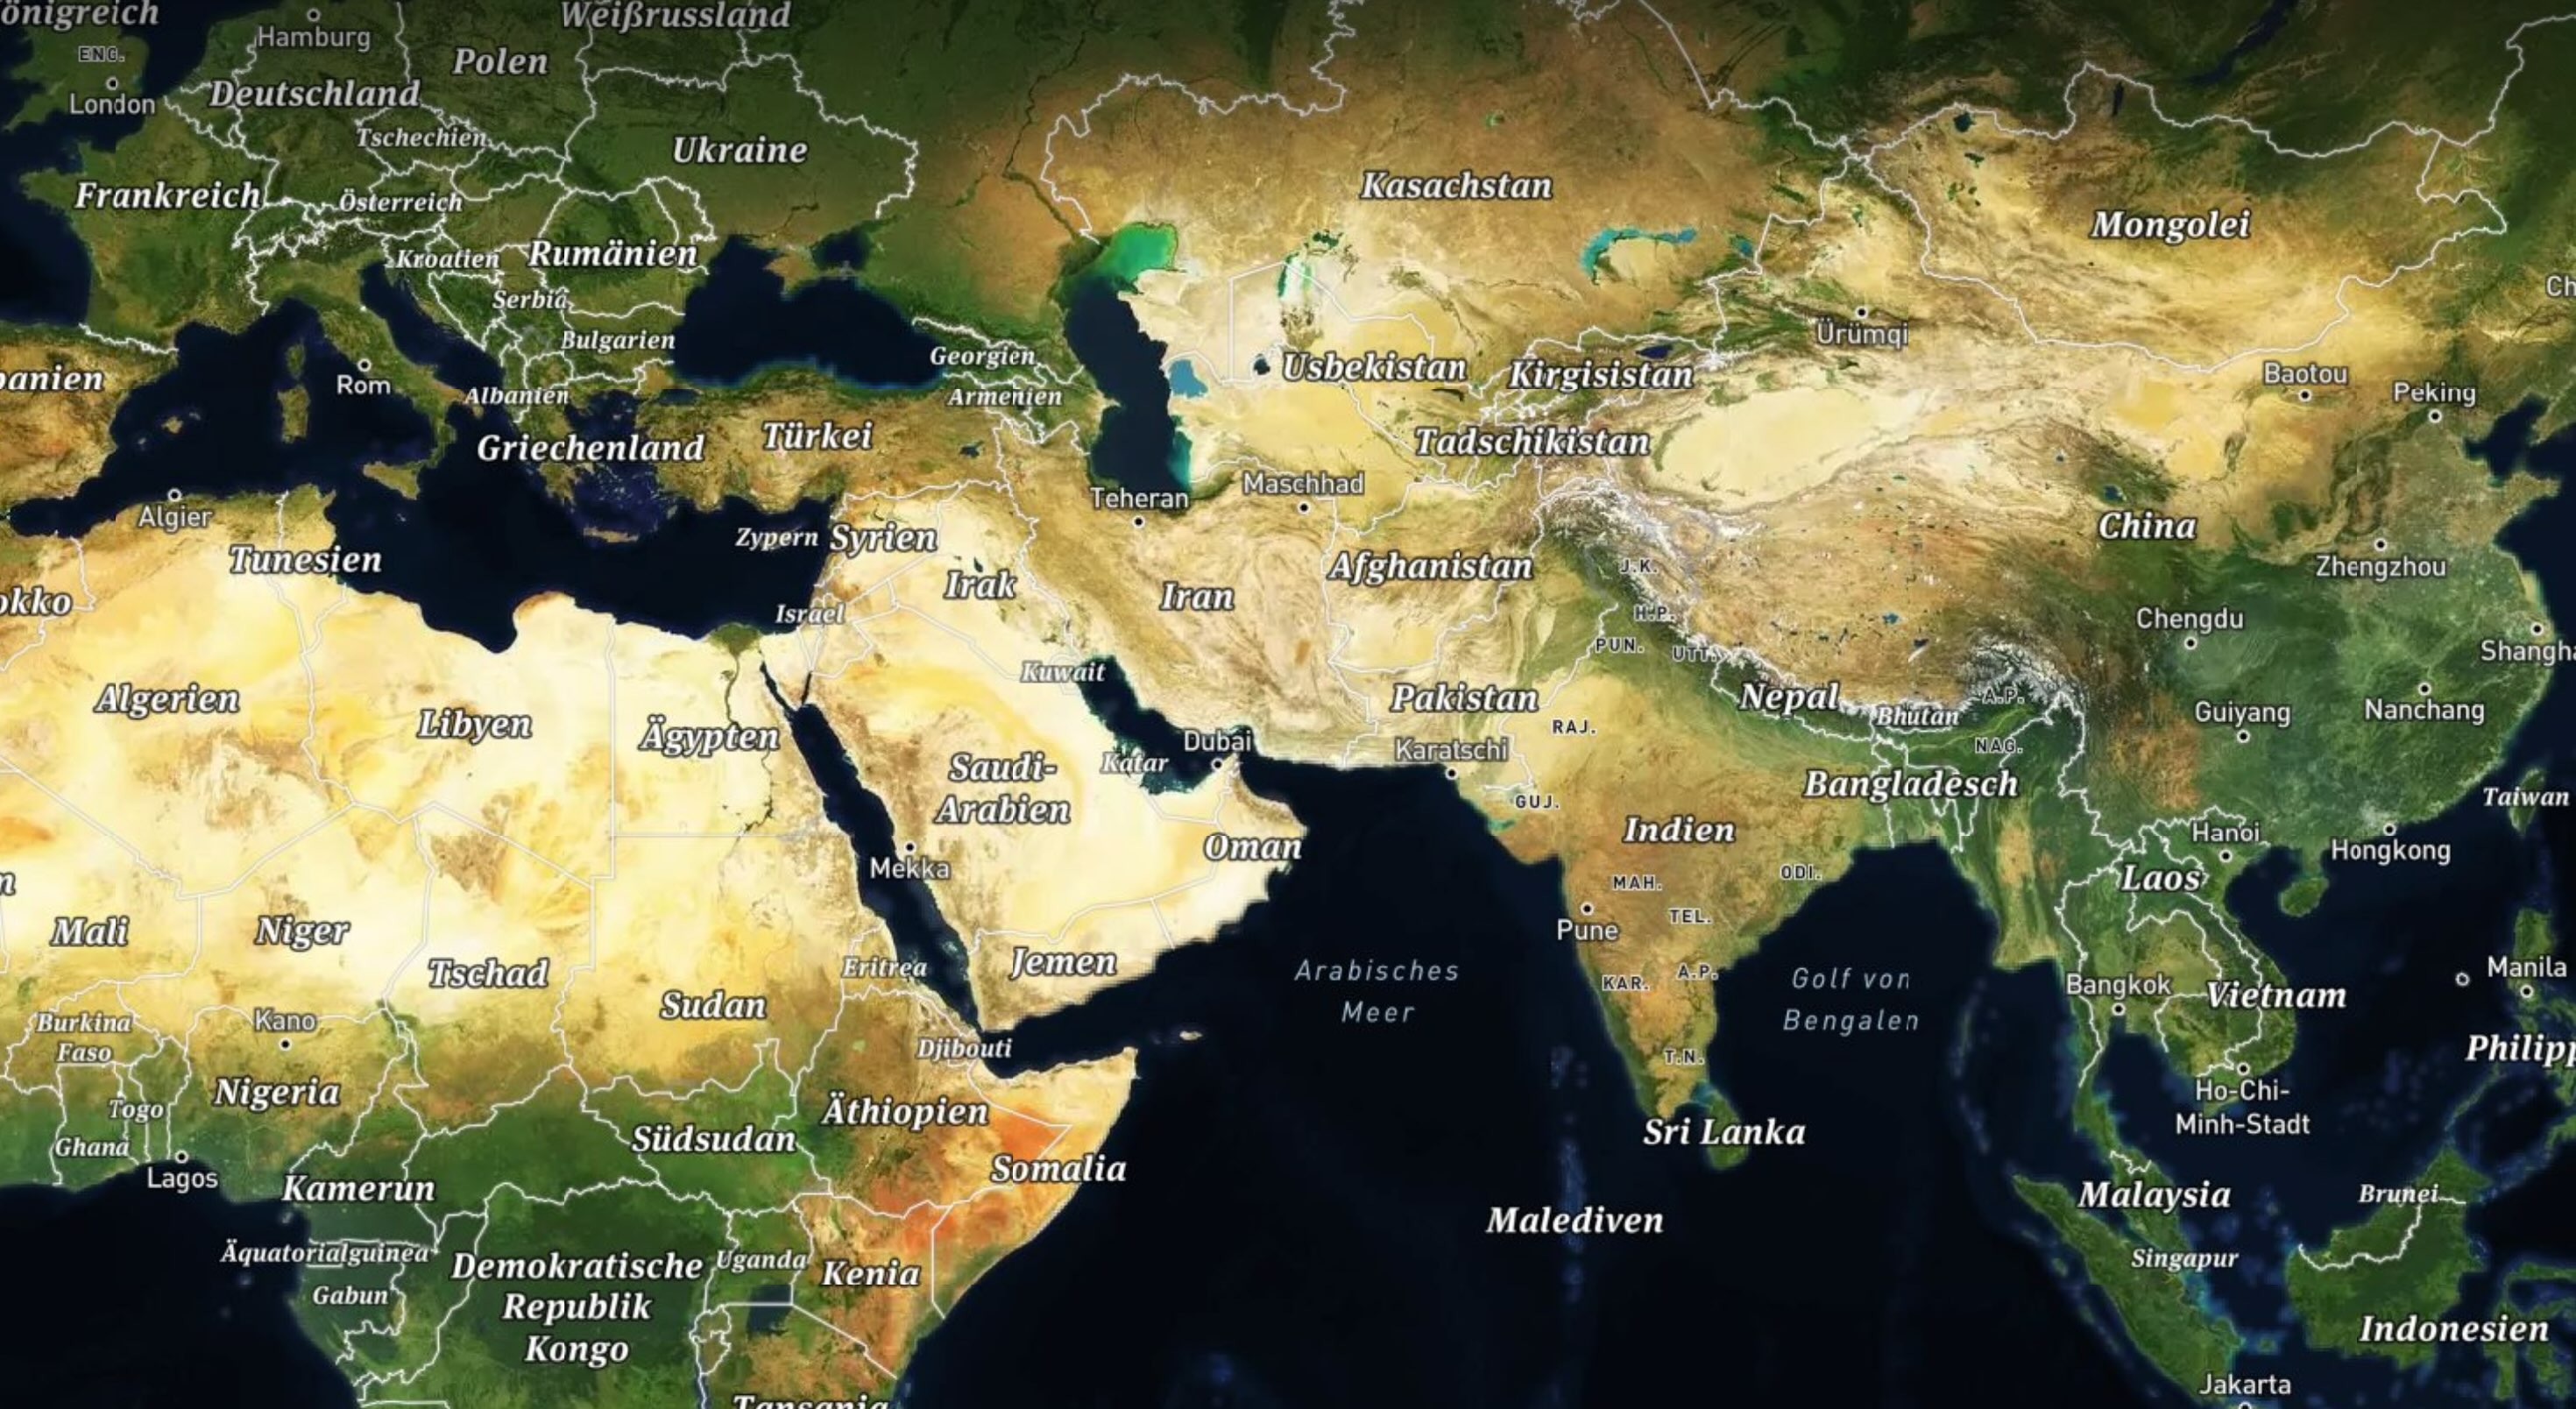 önigreich
Weißrussland
Hamburg
ENG.
Polen
Deutschland
London
Tschechien
Ukraine
Frankreich
Österreich
Kasachstan
Mongolei
Kroatien
Rumänien
Ch
Serbia
Ürümqi
Bulgarien
Georgien
Usbekistan
Kirgisistan
Baotou
panien
Rom
Albanien
Armenien
Peking
Griechenland
Türkei
Tadschikistan
Teheran
Maschhad
Algier
China
Zypern
Syrien
Tunesien
Irak
Iran
Afghanistan
J.K.
Zhengzhou
okko
Israel
H.P.
Chengdu
PUN.
UTT.
Shangha
Kuwait
Algerien
Libyen
Ägypten
Pakistan
Nepal
A.P.
Bhutan
Guiyang
Nanchang
RAJ.
NAG.
Dubai
Karatschi
Katar
Saudi-
Arabien
Bangladesch
GUJ.
Taiwan
Indien
Oman
Hanoi
Hongkong
Mekka
n
MAH.
ODI.
Laos
Mali
Niger
TEL.
Pune
Tschad
Eritrea
Jemen
Arabisches
Meer
KAR.
A.P.
Golf von
Bengalen
Bangkok
Vietnam
Manila
Sudan
Burkina
Faso
Kano
Djibouti
T.N.
Philipp
Nigeria
Togo
Äthiopien
Ho-Chi-
Minh-Stadt
Ghana
Südsudan
Sri Lanka
Lagos
Kamerun
Somalia
Malediven
Malaysia
Brunei
Äquatorialguinea
Demokratische
Republik
Kongo
Uganda
Kenia
Singapur
Gabun
Indonesien
Jakarta
Tansania